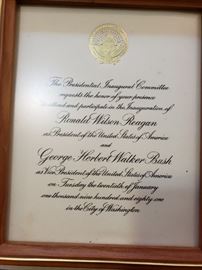 The Presidential Inaugural Committee
requests the honor of your presence
to attend and participate in the Inauguration of
Ronald Wilson Reagan
as President of the United States of America
and
George Herbert Walker Bush
as Vice President of the United States of America
on Tuesday the twentieth of January
one thousand nine hundred and eighty one
in the City of Washington